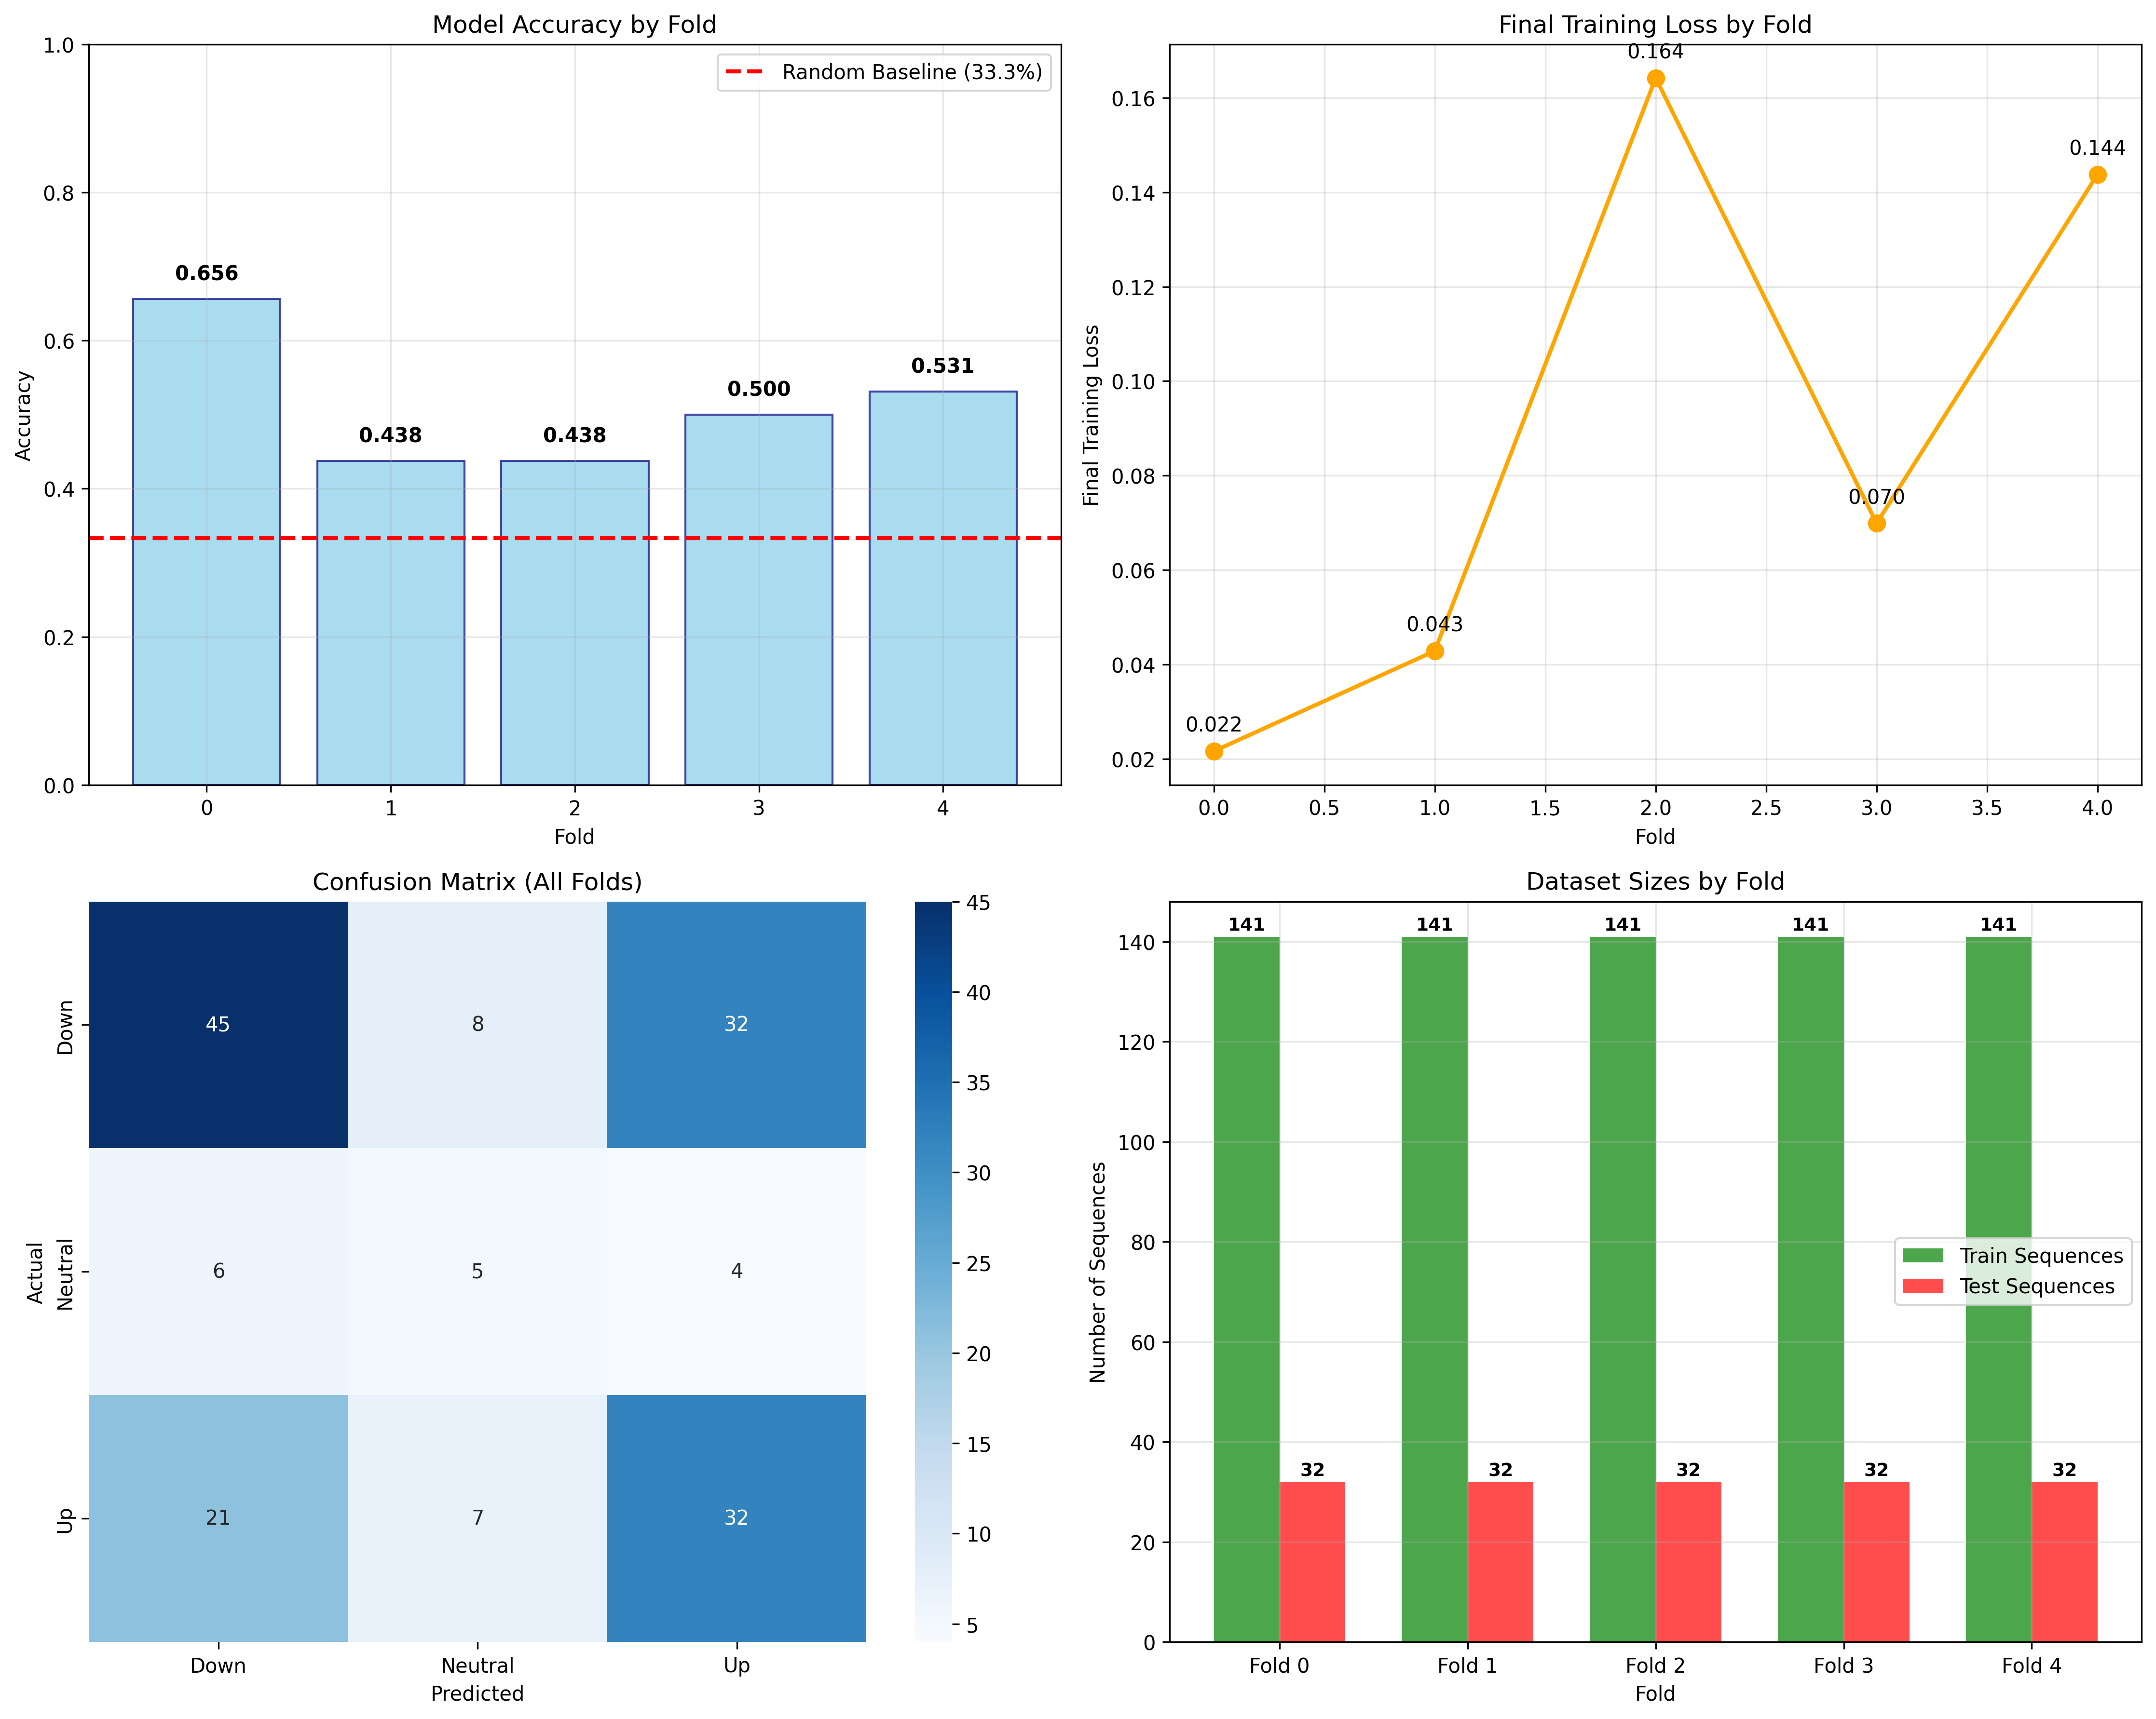 Model Accuracy by Fold
Random Baseline (33.3%)
1.0
0.8
0.6
0.4
0.2
0.0
Accuracy
0.656
0.438
0.438
0.500
0.531
0
1
2
3
4
Fold
Final Training Loss by Fold
0.16
0.14
0.12
0.10
0.08
0.06
0.04
0.02
Final Training Loss
0.022
0.043
0.164
0.070
0.144
0.0
0.5
1.0
1.5
2.0
2.5
3.0
3.5
4.0
Fold
Confusion Matrix (All Folds)
Actual
Down
Neutral
Up
45
8
32
6
5
4
21
7
32
Down
Neutral
Up
Predicted
45
40
35
30
25
20
15
10
5
Dataset Sizes by Fold
Number of Sequences
140
120
100
80
60
40
20
0
141
32
141
32
141
32
141
32
141
32
Train Sequences
Test Sequences
Fold 0
Fold 1
Fold 2
Fold 3
Fold 4
Fold